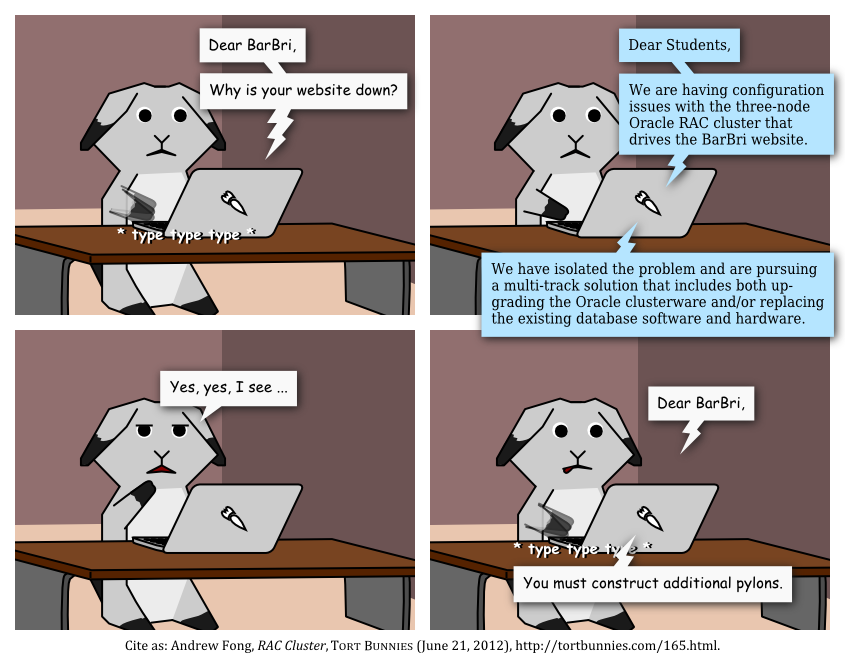 Dear BarBri,
Why is your website down?
* type type type *
Dear Students,
We are having configuration
issues with the three-node
Oracle RAC cluster that
drives the BarBri website.
We have isolated the problem and are pursuing
a multi-track solution that includes both up-
grading the Oracle clusterware and/or replacing
the existing database software and hardware.
Yes, yes, I see ...
Dear BarBri,
* type type type *
You must construct additional pylons.
Cite as: Andrew Fong, RAC Cluster, TORT BUNNIES (June 21, 2012), http://tortbunnies.com/165.html.